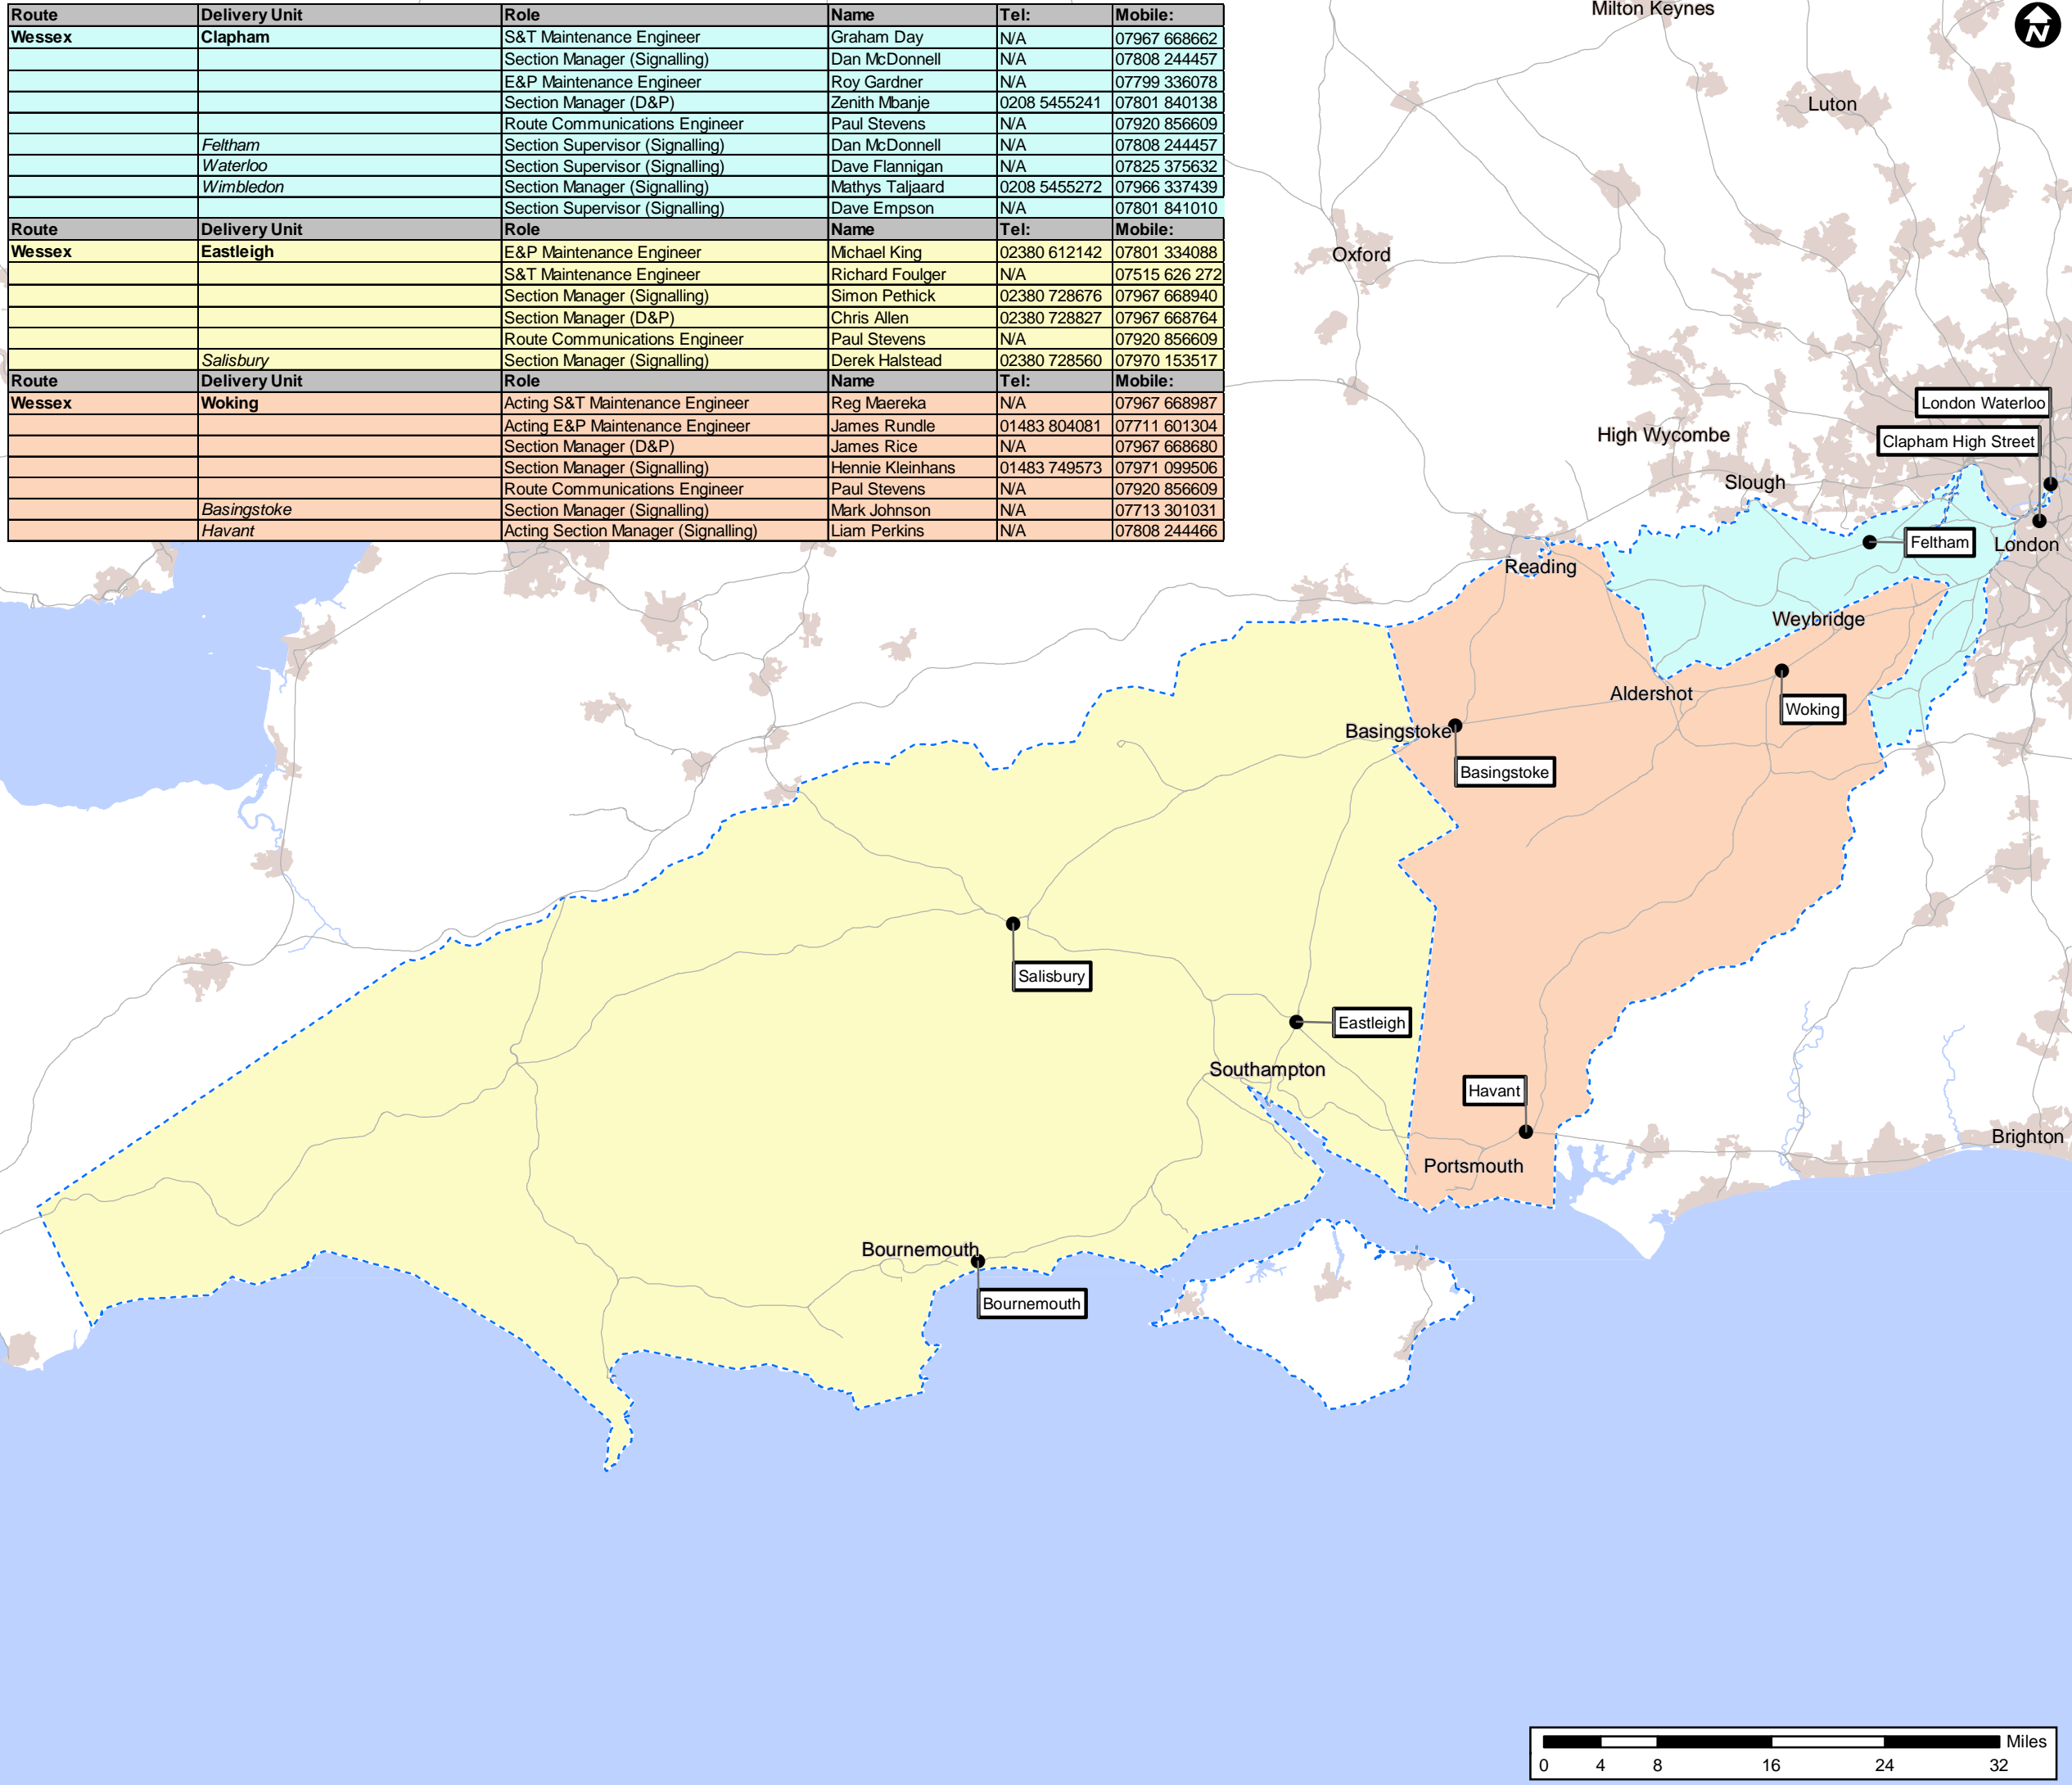 Route Delivery Unit Role Name Tel: Mobile:
Wessex Clapham S&T Maintenance Engineer Graham Day N/A 07967 668662
Section Manager (Signalling) Dan McDonnell N/A 07808 244457
E&P Maintenance Engineer Roy Gardner N/A 07799 336078
Section Manager (D&P) Zenith Mbanje 0208 5455241 07801 840138
Route Communications Engineer Paul Stevens N/A 07920 856609
Feltham Section Supervisor (Signalling) Dan McDonnell N/A 07808 244457
Waterloo Section Supervisor (Signalling) Dave Flannigan N/A 07825 375632
Wimbledon Section Manager (Signalling) Mathys Taljaard 0208 5455272 07966 337439
Section Supervisor (Signalling) Dave Empson N/A 07801 841010
Route Delivery Unit Role Name Tel: Mobile:
Wessex Eastleigh E&P Maintenance Engineer Michael King 02380 612142 07801 334088
S&T Maintenance Engineer Richard Foulger N/A 07515 626 272
Section Manager (Signalling) Simon Pethick 02380 728676 07967 668940
Section Manager (D&P) Chris Allen 02380 728827 07967 668764
Route Communications Engineer Paul Stevens N/A 07920 856609
Salisbury Section Manager (Signalling) Derek Halstead 02380 728560 07970 153517
Route Delivery Unit Role Name Tel: Mobile:
Wessex Woking Acting S&T Maintenance Engineer Reg Maereka N/A 07967 668987
Acting E&P Maintenance Engineer James Rundle 01483 804081 07711 601304
Section Manager (D&P) James Rice N/A 07967 668680
Section Manager (Signalling) Hennie Kleinhans 01483 749573 07971 099506
Route Communications Engineer Paul Stevens N/A 07920 856609
Basingstoke Section Manager (Signalling) Mark Johnson N/A 07713 301031
Havant Acting Section Manager (Signalling) Liam Perkins N/A 07808 244466
Milton Keynes
N
Luton
Oxford
London Waterloo
High Wycombe
Clapham High Street
Slough
Feltham
London
Reading
Weybridge
Aldershot
Woking
Basingstoke
Basingstoke
Salisbury
Eastleigh
Southampton
Havant
Brighton
Portsmouth
Bournemouth
Bournemouth
Miles
0 4 8 16 24 32